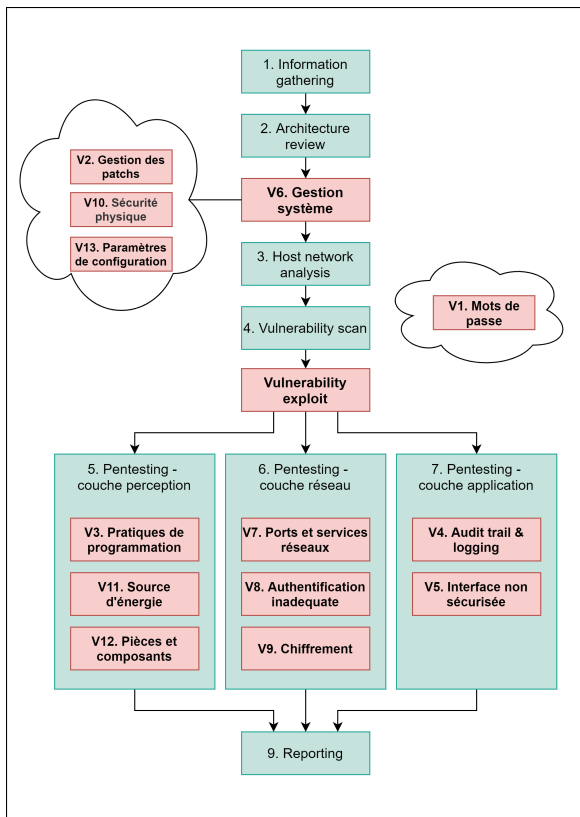 1. Information
gathering
2. Architecture
review
V2. Gestion des
patchs
V10. Sécurité
physique
V13. Paramètres
de configuration
V6. Gestion
système
3. Host network
analysis
4. Vulnerability scan
V1. Mots de
passe
Vulnerability
exploit
5. Pentesting -
couche perception
V3. Pratiques de
programmation
V11. Source
d'énergie
V12. Pièces et
composants
6. Pentesting -
couche réseau
V7. Ports et services
réseaux
V8. Authentification
inadequate
V9. Chiffrement
7. Pentesting -
couche application
V4. Audit trail &
logging
V5. Interface non
sécurisée
9. Reporting